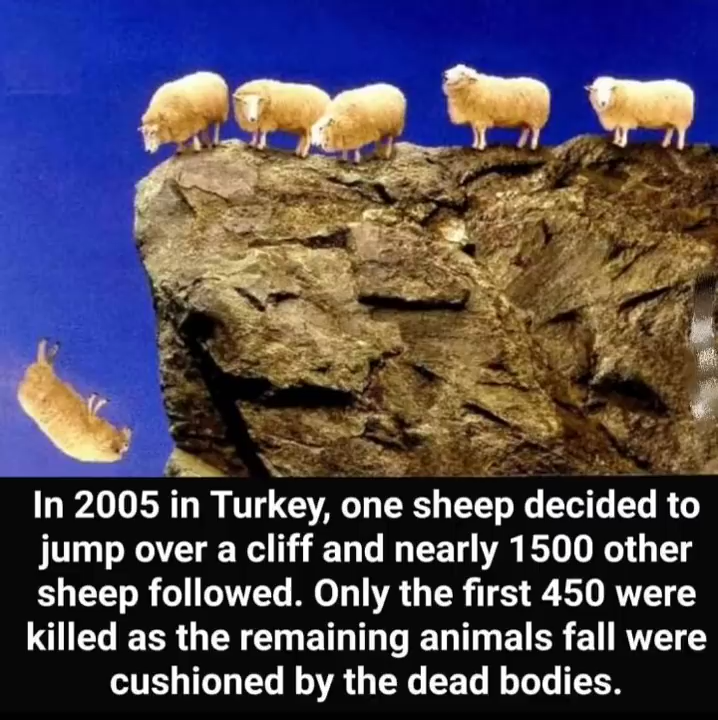 In 2005 in Turkey, one sheep decided to
jump over a cliff and nearly 1500 other
sheep followed. Only the first 450 were
killed as the remaining animals fall were
cushioned by the dead bodies.